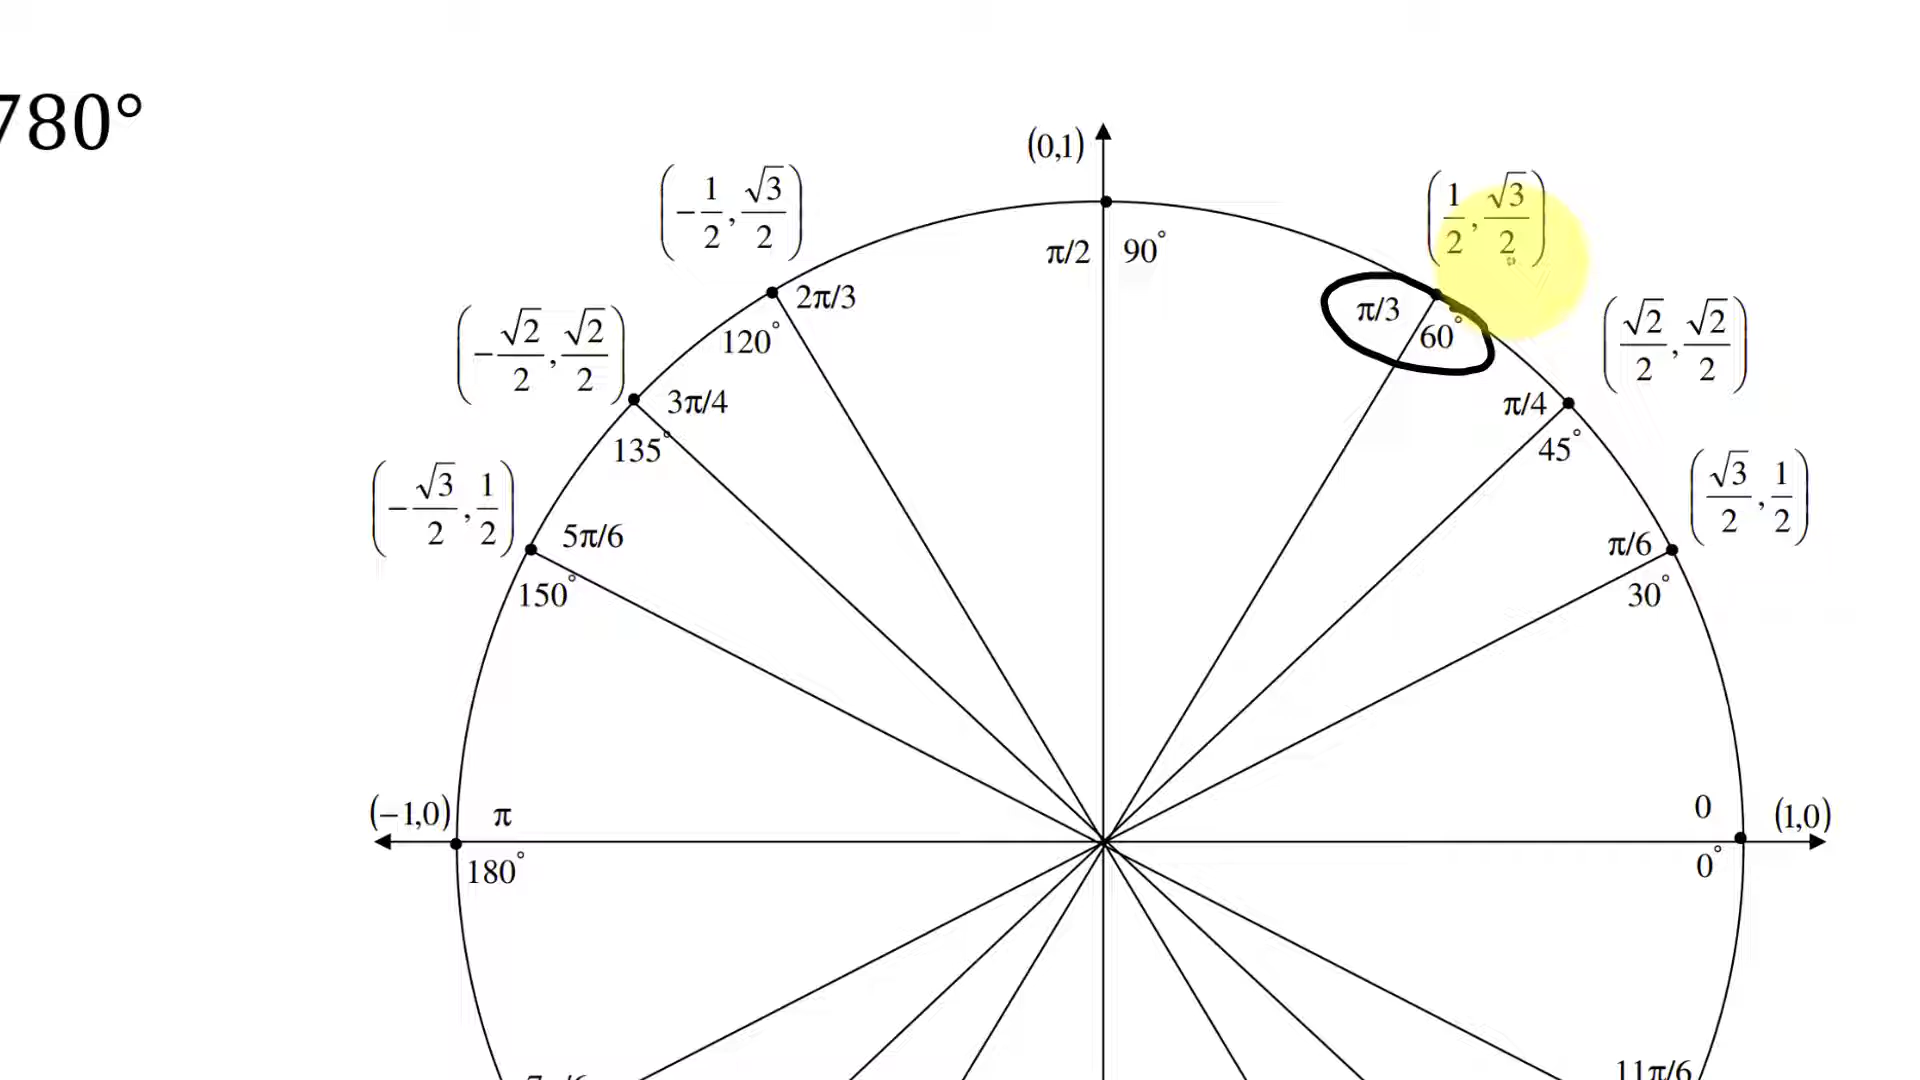 780°
(0,1)
(-1/2, √3/2)
(1/2, √3/2)
π/2 90°
2π/3
π/3
120°
60°
(-√2/2, √2/2)
(√2/2, √2/2)
3π/4
π/4
135°
45°
(-√3/2, 1/2)
(√3/2, 1/2)
5π/6
π/6
150°
30°
(-1,0) π
0 (1,0)
180°
0°
11π/6